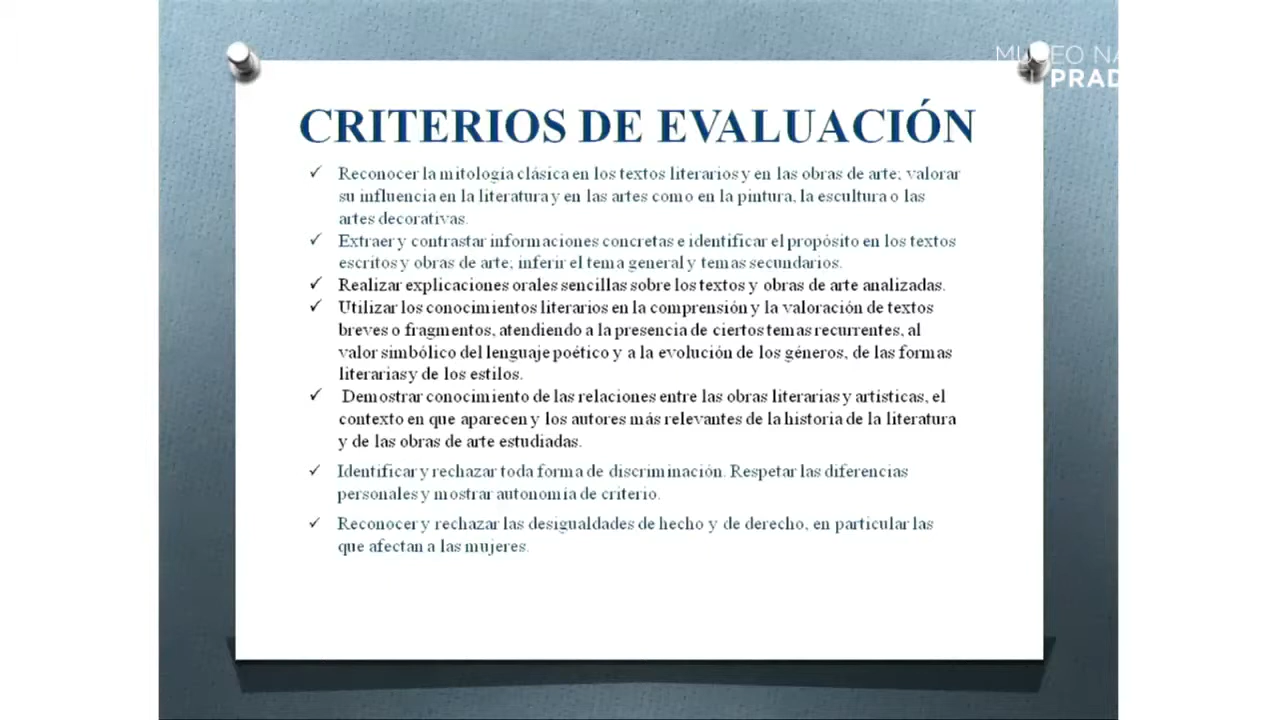 MUSEO NA
EL PRAD
CRITERIOS DE EVALUACIÓN
✓ Reconocer la mitología clásica en los textos literarios y en las obras de arte; valorar
su influencia en la literatura y en las artes como en la pintura, la escultura o las
artes decorativas.
✓ Extraer y contrastar informaciones concretas e identificar el propósito en los textos
escritos y obras de arte; inferir el tema general y temas secundarios.
✓ Realizar explicaciones orales sencillas sobre los textos y obras de arte analizadas.
✓ Utilizar los conocimientos literarios en la comprensión y la valoración de textos
breves o fragmentos, atendiendo a la presencia de ciertos temas recurrentes, al
valor simbólico del lenguaje poético y a la evolución de los géneros, de las formas
literarias y de los estilos.
✓ Demostrar conocimiento de las relaciones entre las obras literarias y artísticas, el
contexto en que aparecen y los autores más relevantes de la historia de la literatura
y de las obras de arte estudiadas.
✓ Identificar y rechazar toda forma de discriminación. Respetar las diferencias
personales y mostrar autonomía de criterio.
✓ Reconocer y rechazar las desigualdades de hecho y de derecho, en particular las
que afectan a las mujeres.